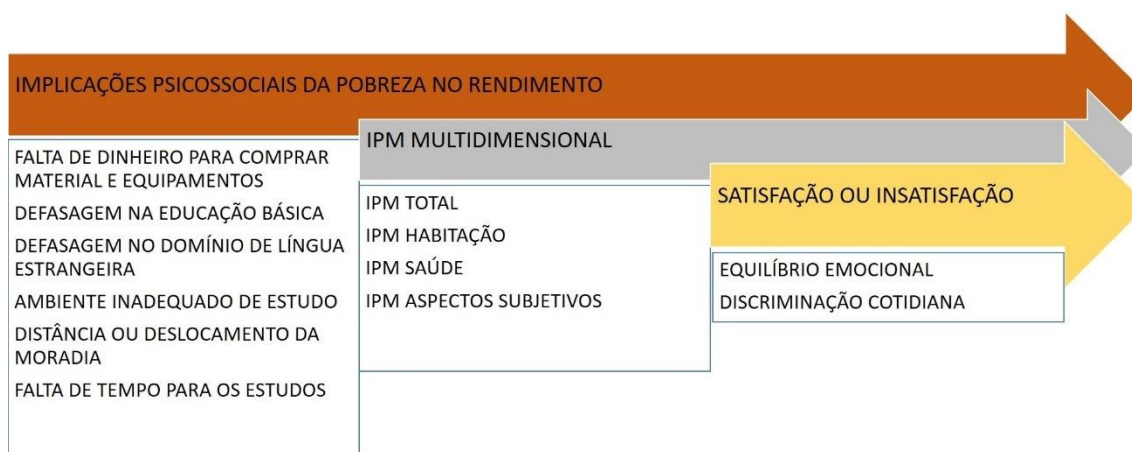 IMPLICAÇÕES PSICOSSOCIAIS DA POBREZA NO RENDIMENTO
FALTA DE DINHEIRO PARA COMPRAR
MATERIAL E EQUIPAMENTOS
DEFASAGEM NA EDUCAÇÃO BÁSICA
DEFASAGEM NO DOMÍNIO DE LÍNGUA
ESTRANGEIRA
AMBIENTE INADEQUADO DE ESTUDO
DISTÂNCIA OU DESLOCAMENTO DA
MORADIA
FALTA DE TEMPO PARA OS ESTUDOS
IPM MULTIDIMENSIONAL
IPM TOTAL
IPM HABITAÇÃO
IPM SAÚDE
IPM ASPECTOS SUBJETIVOS
SATISFAÇÃO OU INSATISFAÇÃO
EQUILÍBRIO EMOCIONAL
DISCRIMINAÇÃO COTIDIANA